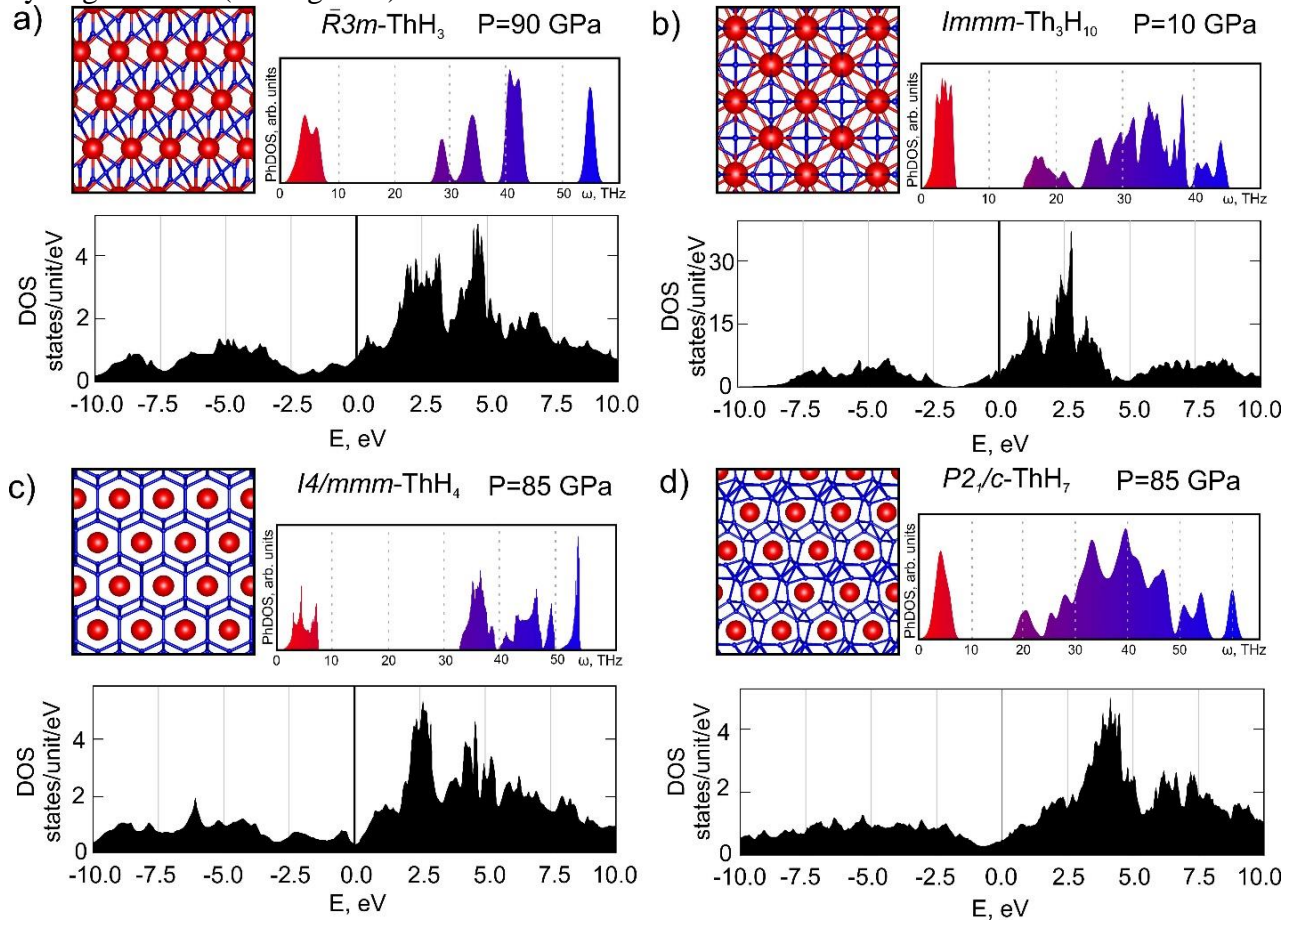 a)
R̄3m-ThH₃ P=90 GPa
PhDOS, arb. units
0 10 20 30 40 50 ω, THz
DOS
states/unit/eV
4
2
0
-10.0 -7.5 -5.0 -2.5 0.0 2.5 5.0 7.5 10.0
E, eV
b)
Immm-Th₃H₁₀ P=10 GPa
PhDOS, arb. units
0 10 20 30 40 ω, THz
DOS
states/unit/eV
30
15
0
-10.0 -7.5 -5.0 -2.5 0.0 2.5 5.0 7.5 10.0
E, eV
c)
I4/mmm-ThH₄ P=85 GPa
PhDOS, arb. units
0 10 20 30 40 50 ω, THz
DOS
states/unit/eV
4
2
0
-10.0 -7.5 -5.0 -2.5 0.0 2.5 5.0 7.5 10.0
E, eV
d)
P2₁/c-ThH₇ P=85 GPa
PhDOS, arb. units
0 10 20 30 40 50 ω, THz
DOS
states/unit/eV
4
2
0
-10.0 -7.5 -5.0 -2.5 0.0 2.5 5.0 7.5 10.0
E, eV